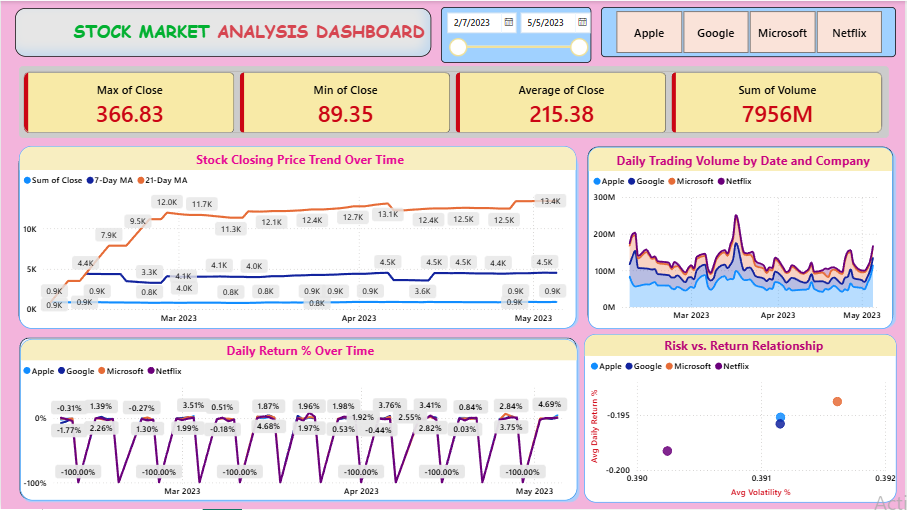 STOCK MARKET ANALYSIS DASHBOARD
2/7/2023 5/5/2023
Apple Google Microsoft Netflix
Max of Close
366.83
Min of Close
89.35
Average of Close
215.38
Sum of Volume
7956M
Stock Closing Price Trend Over Time
Sum of Close 7-Day MA 21-Day MA
10K
5K
0K
0.9K 0.9K 4.4K 0.9K 0.9K 7.9K 9.5K 3.3K 0.8K 12.0K 4.1K 4.0K 11.7K 4.1K 0.8K 11.3K 4.0K 0.8K 12.1K 0.9K 12.4K 0.9K 0.8K 12.7K 0.9K 13.1K 4.5K 3.6K 12.4K 4.5K 0.9K 12.5K 4.5K 12.5K 4.4K 0.9K 0.9K 13.4K 4.5K 0.9K
Mar 2023 Apr 2023 May 2023
Daily Trading Volume by Date and Company
Apple Google Microsoft Netflix
300M
200M
100M
0M
Mar 2023 Apr 2023 May 2023
Daily Return % Over Time
Apple Google Microsoft Netflix
-0.31% 1.39% -0.27% 3.51% 0.51% 1.87% 1.96% 1.98% 3.76% 3.41% 0.84% 2.84% 4.69%
0%
1.92% 2.55%
-1.77% 2.26% 1.30% 1.99% -0.18% 4.68% 1.97% 0.53% -0.44% 2.82% 0.03% 3.75%
-100.00% -100.00% -100.00% -100.00% -100.00% -100.00%
-100%
Mar 2023 Apr 2023 May 2023
Risk vs. Return Relationship
Apple Google Microsoft Netflix
Avg Daily Return %
-0.195
-0.200
0.390 0.391 0.391 0.392
Avg Volatility %
Acti